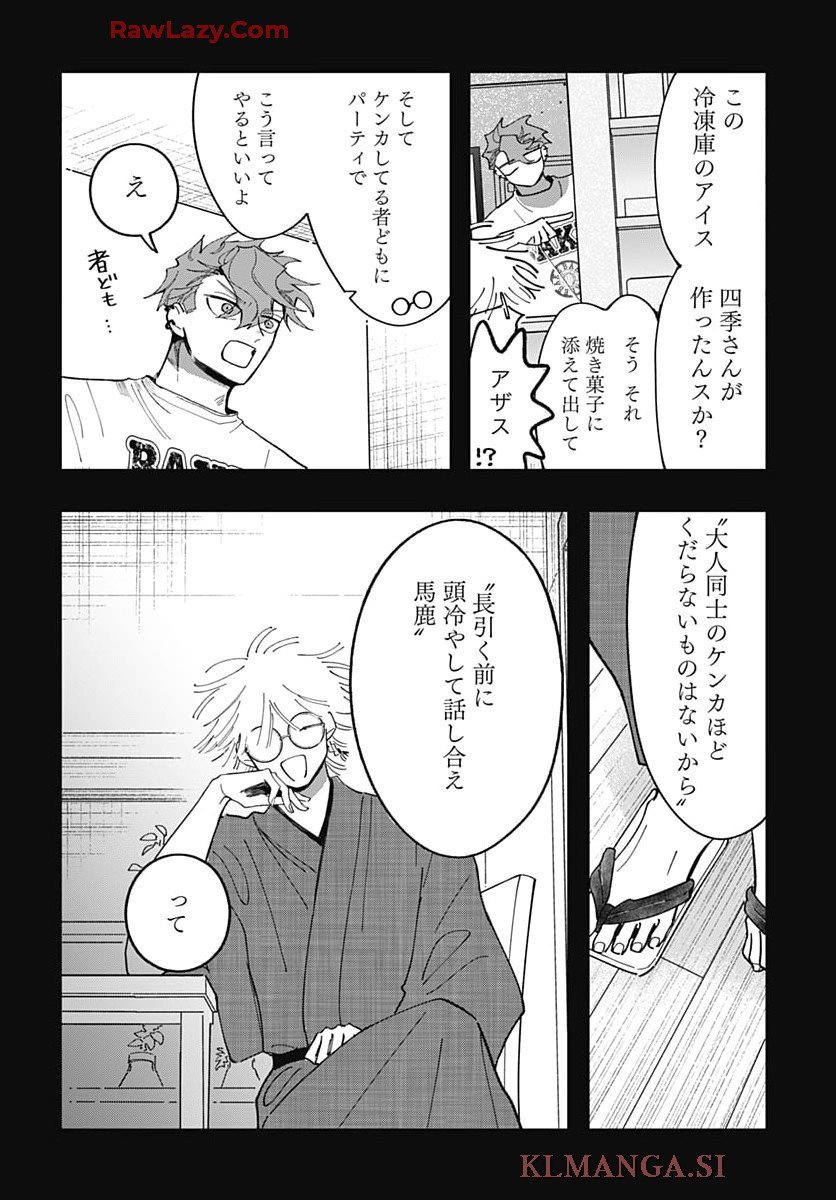 RawLazy.Com
この
冷凍庫のアイス
四季さんが
作ったんスか?
そう それ
焼き菓子に
添えて出して
アザス
!?
そして
ケンカしてる者どもに
パーティで
こう言って
やるといいよ
え
者ども…
〝大人同士のケンカほど
くだらないものはないから〟
〝長引く前に
頭冷やして話し合え
馬鹿〟
って
KLMANGA.SI